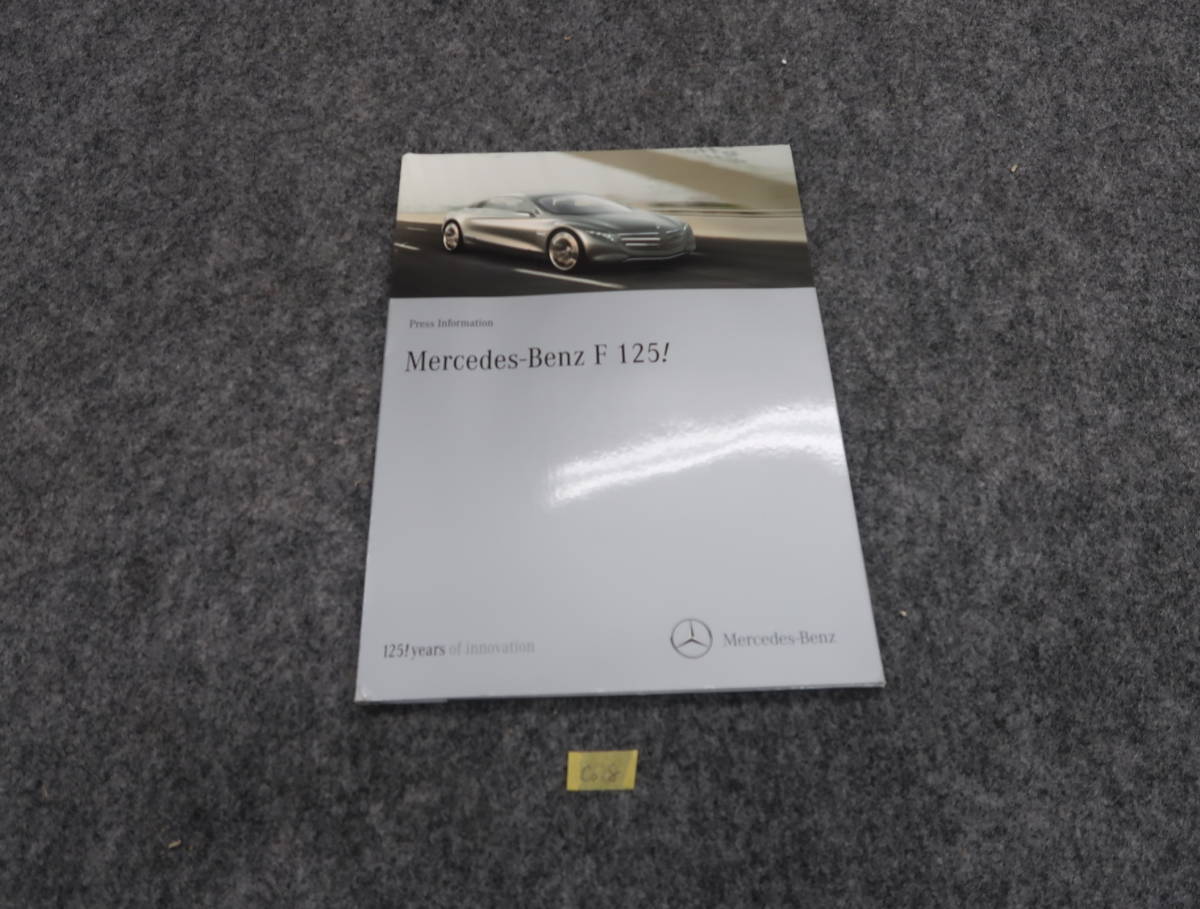 Press Information
Mercedes-Benz F 125!
125! years of innovation
Mercedes-Benz